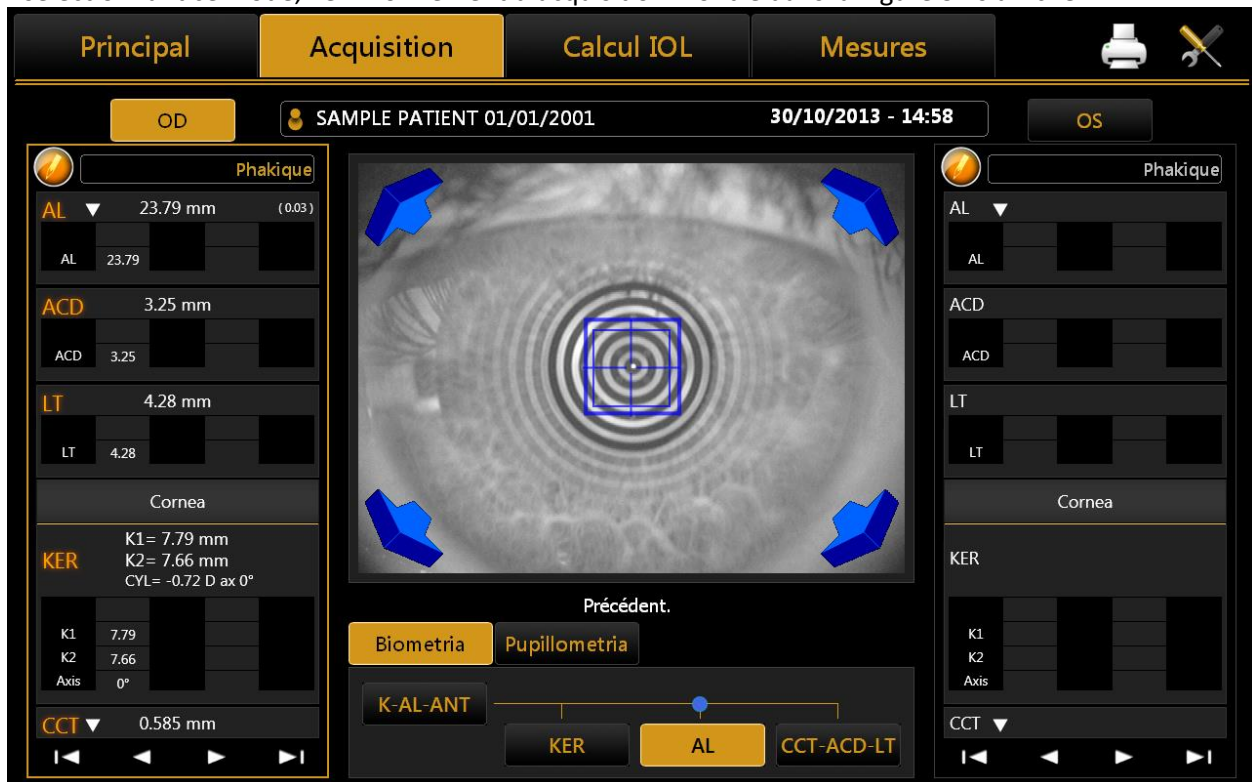 Principal Acquisition Calcul IOL Mesures
OD SAMPLE PATIENT 01/01/2001 30/10/2013 - 14:58 OS
Phakique
AL 23.79 mm (0.03)
AL 23.79
ACD 3.25 mm
ACD 3.25
LT 4.28 mm
LT 4.28
Cornea
K1= 7.79 mm
KER K2= 7.66 mm
CYL= -0.72 D ax 0°
K1 7.79
K2 7.66
Axis 0°
CCT 0.585 mm
Précédent.
Biometria Pupillometria
K-AL-ANT
KER AL CCT-ACD-LT
Phakique
AL
AL
ACD
ACD
LT
LT
Cornea
KER
K1
K2
Axis
CCT